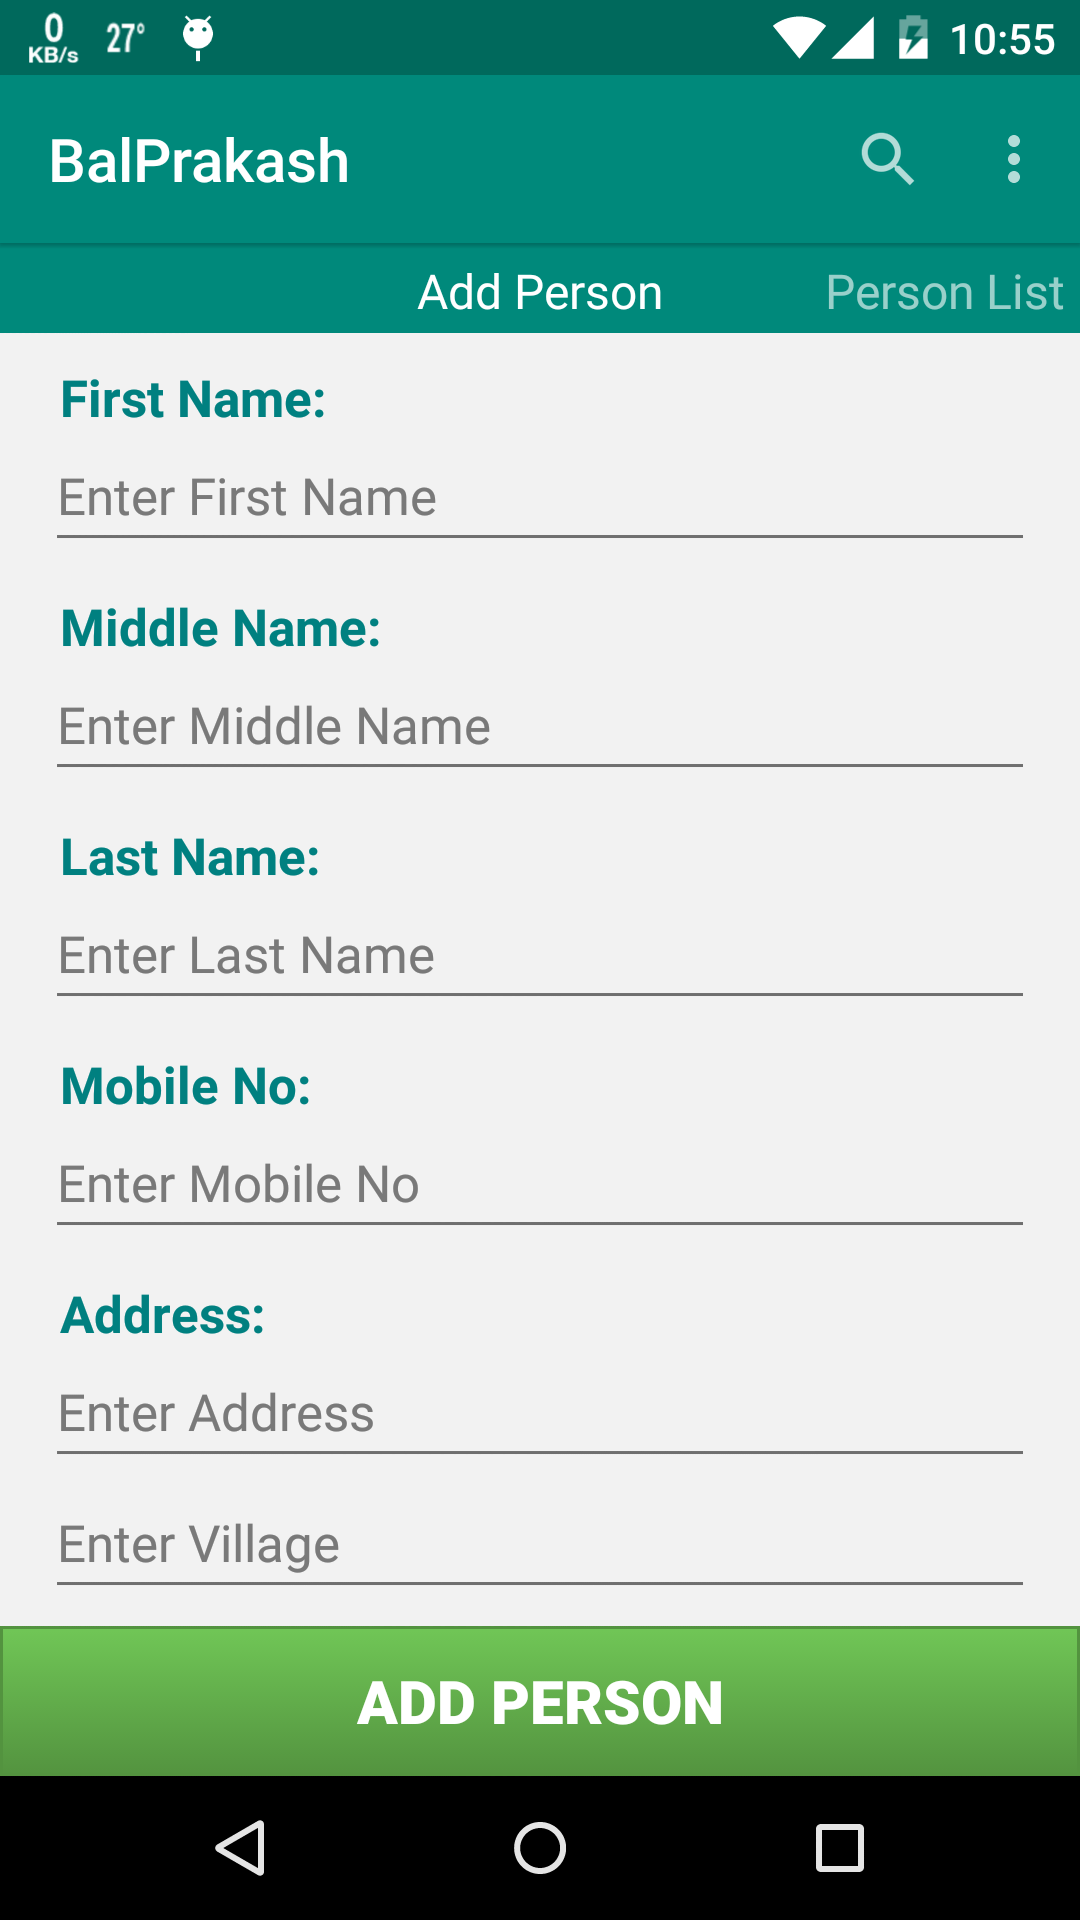 0
KB/s
27°
10:55
BalPrakash
Add Person
Person List
First Name:
Enter First Name
Middle Name:
Enter Middle Name
Last Name:
Enter Last Name
Mobile No:
Enter Mobile No
Address:
Enter Address
Enter Village
ADD PERSON